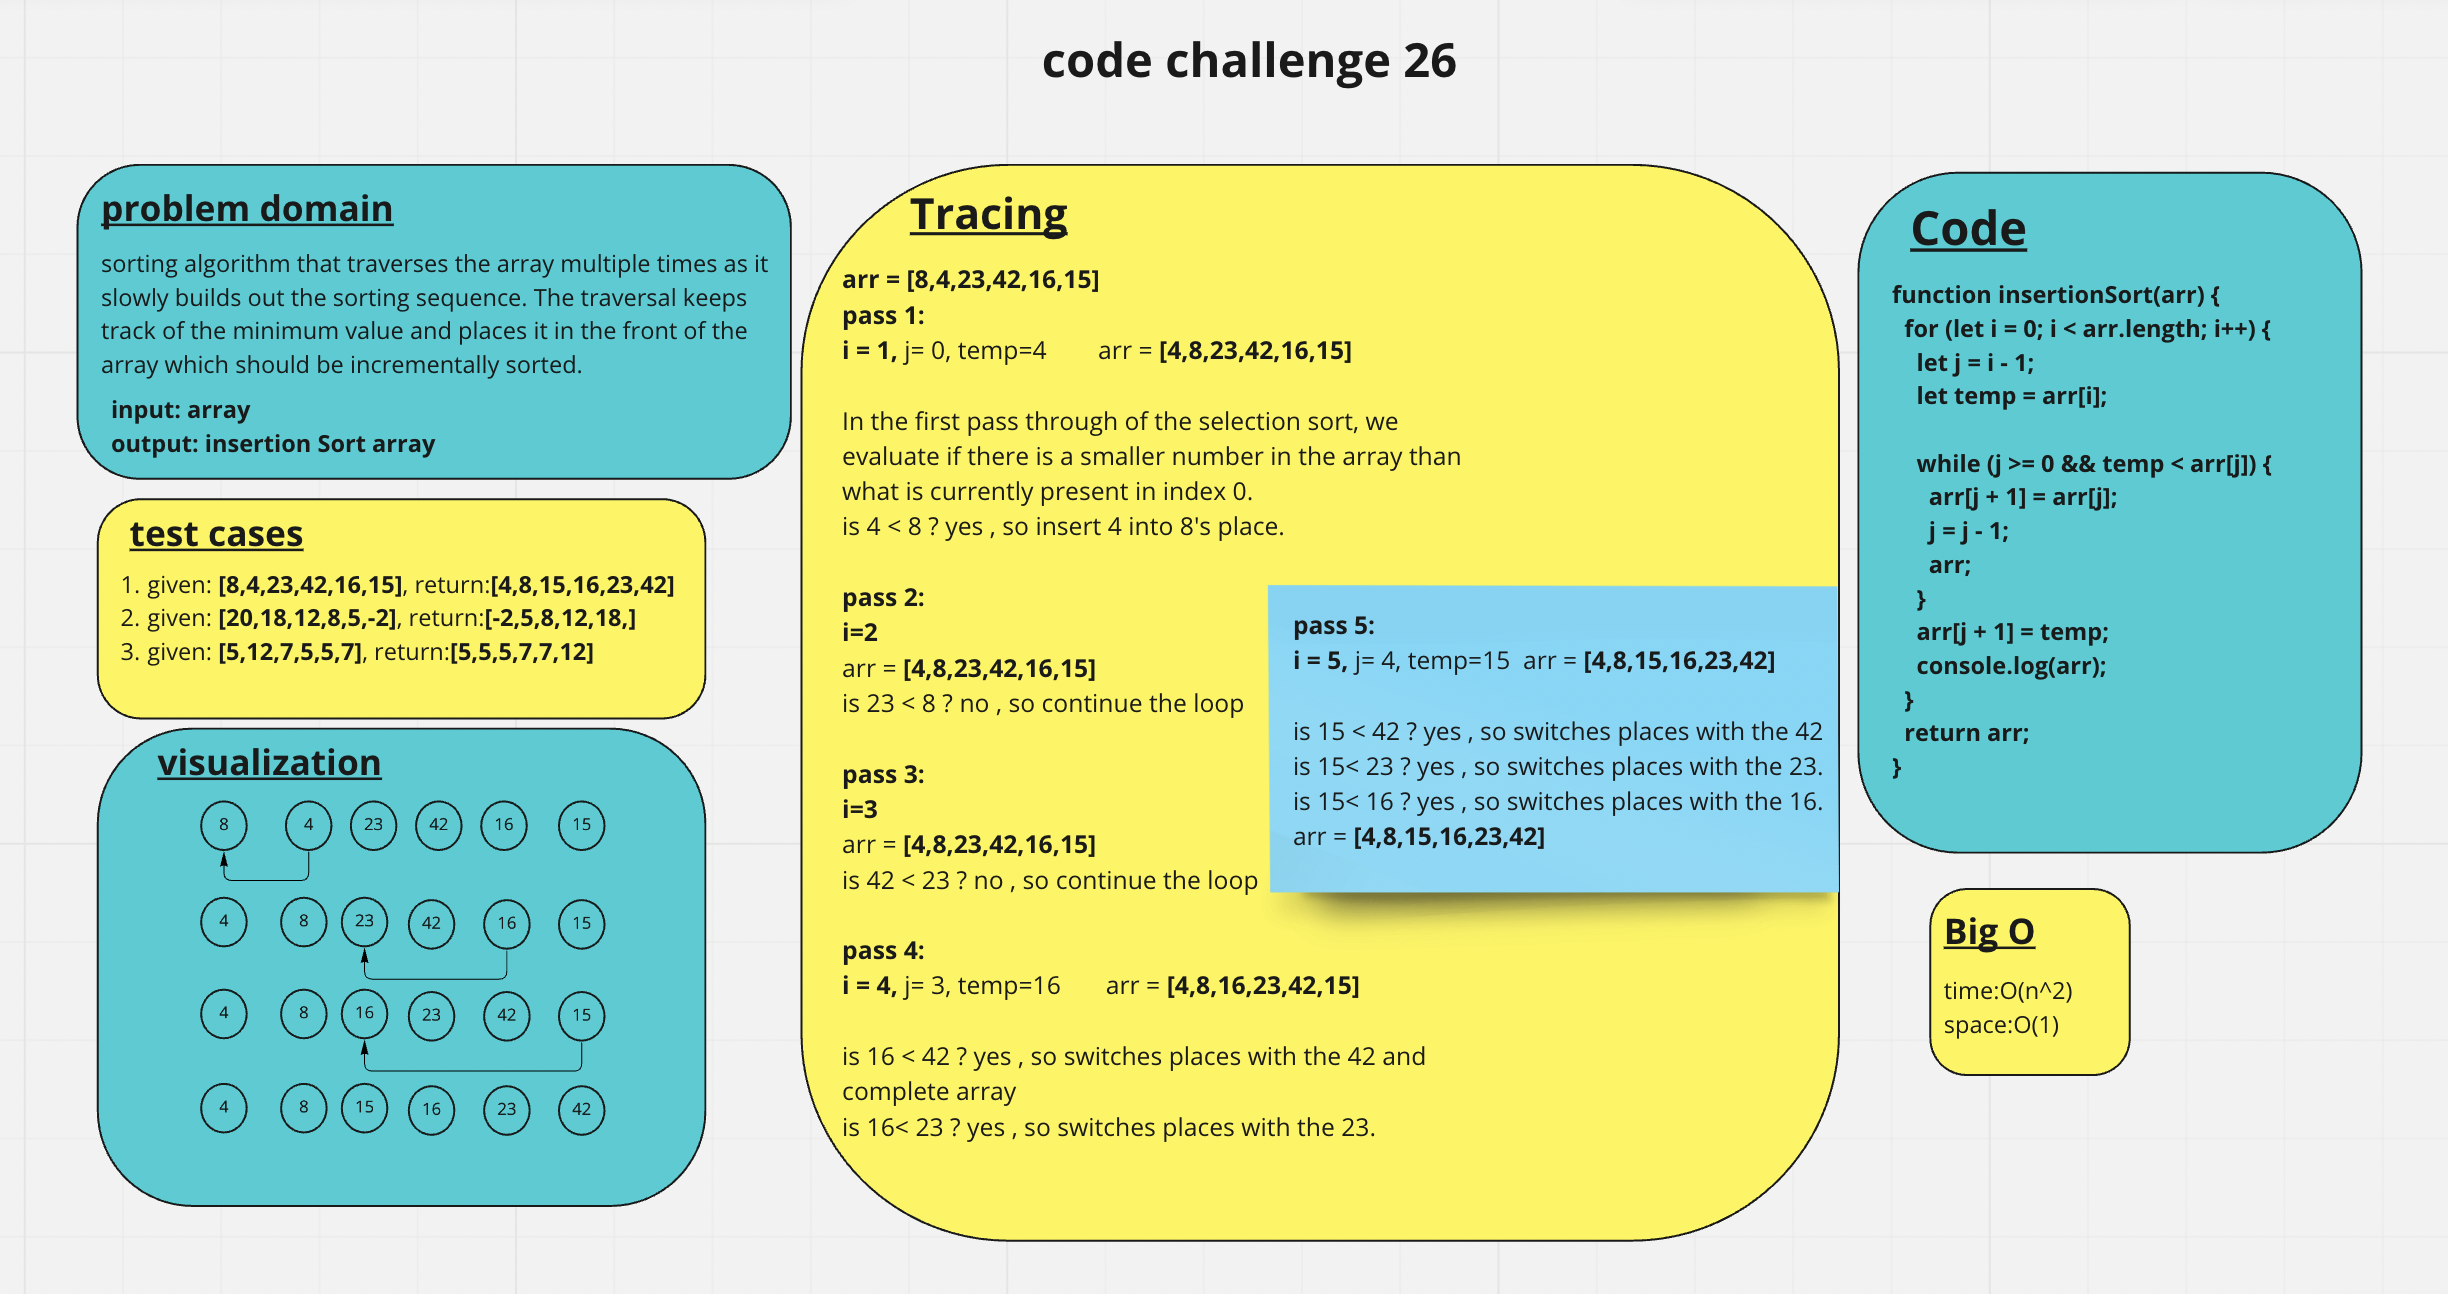 code challenge 26
problem domain
sorting algorithm that traverses the array multiple times as it
slowly builds out the sorting sequence. The traversal keeps
track of the minimum value and places it in the front of the
array which should be incrementally sorted.
input: array
output: insertion Sort array
test cases
1. given: [8,4,23,42,16,15], return:[4,8,15,16,23,42]
2. given: [20,18,12,8,5,-2], return:[-2,5,8,12,18,]
3. given: [5,12,7,5,5,7], return:[5,5,5,7,7,12]
visualization
8 4 23 42 16 15
4 8 23 42 16 15
4 8 16 23 42 15
4 8 15 16 23 42
Tracing
arr = [8,4,23,42,16,15]
pass 1:
i = 1, j= 0, temp=4 arr = [4,8,23,42,16,15]
In the first pass through of the selection sort, we
evaluate if there is a smaller number in the array than
what is currently present in index 0.
is 4 < 8 ? yes , so insert 4 into 8's place.
pass 2:
i=2
arr = [4,8,23,42,16,15]
is 23 < 8 ? no , so continue the loop
pass 3:
i=3
arr = [4,8,23,42,16,15]
is 42 < 23 ? no , so continue the loop
pass 4:
i = 4, j= 3, temp=16 arr = [4,8,16,23,42,15]
is 16 < 42 ? yes , so switches places with the 42 and
complete array
is 16< 23 ? yes , so switches places with the 23.
pass 5:
i = 5, j= 4, temp=15 arr = [4,8,15,16,23,42]
is 15 < 42 ? yes , so switches places with the 42
is 15< 23 ? yes , so switches places with the 23.
is 15< 16 ? yes , so switches places with the 16.
arr = [4,8,15,16,23,42]
Code
function insertionSort(arr) {
for (let i = 0; i < arr.length; i++) {
let j = i - 1;
let temp = arr[i];
while (j >= 0 && temp < arr[j]) {
arr[j + 1] = arr[j];
j = j - 1;
arr;
}
arr[j + 1] = temp;
console.log(arr);
}
return arr;
}
Big O
time:O(n^2)
space:O(1)